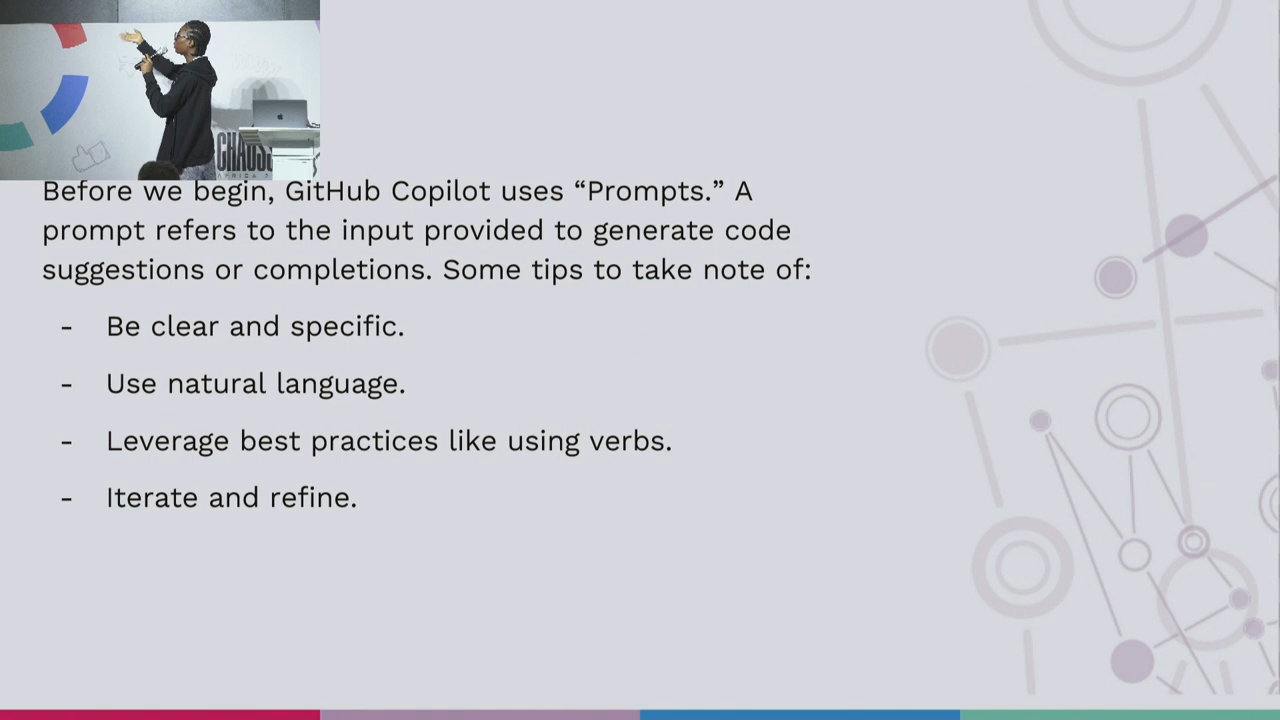 CHAOSS
AFRICA
Before we begin, GitHub Copilot uses “Prompts.” A
prompt refers to the input provided to generate code
suggestions or completions. Some tips to take note of:
- Be clear and specific.
- Use natural language.
- Leverage best practices like using verbs.
- Iterate and refine.